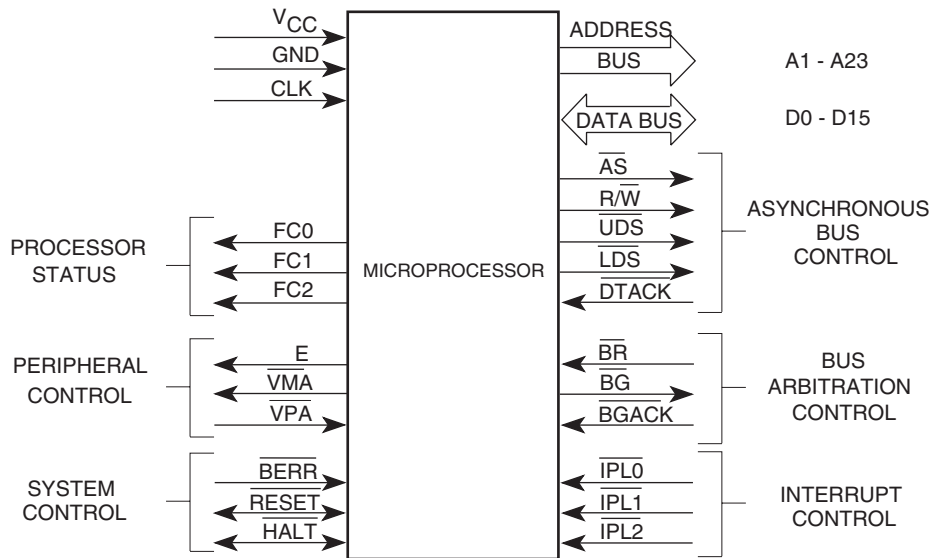 VCC
GND
CLK
PROCESSOR
STATUS
FC0
FC1
FC2
PERIPHERAL
CONTROL
E
VMA
VPA
SYSTEM
CONTROL
BERR
RESET
HALT
MICROPROCESSOR
ADDRESS
BUS
A1 - A23
DATA BUS
D0 - D15
AS
R/W
UDS
LDS
DTACK
ASYNCHRONOUS
BUS
CONTROL
BR
BG
BGACK
BUS
ARBITRATION
CONTROL
IPL0
IPL1
IPL2
INTERRUPT
CONTROL